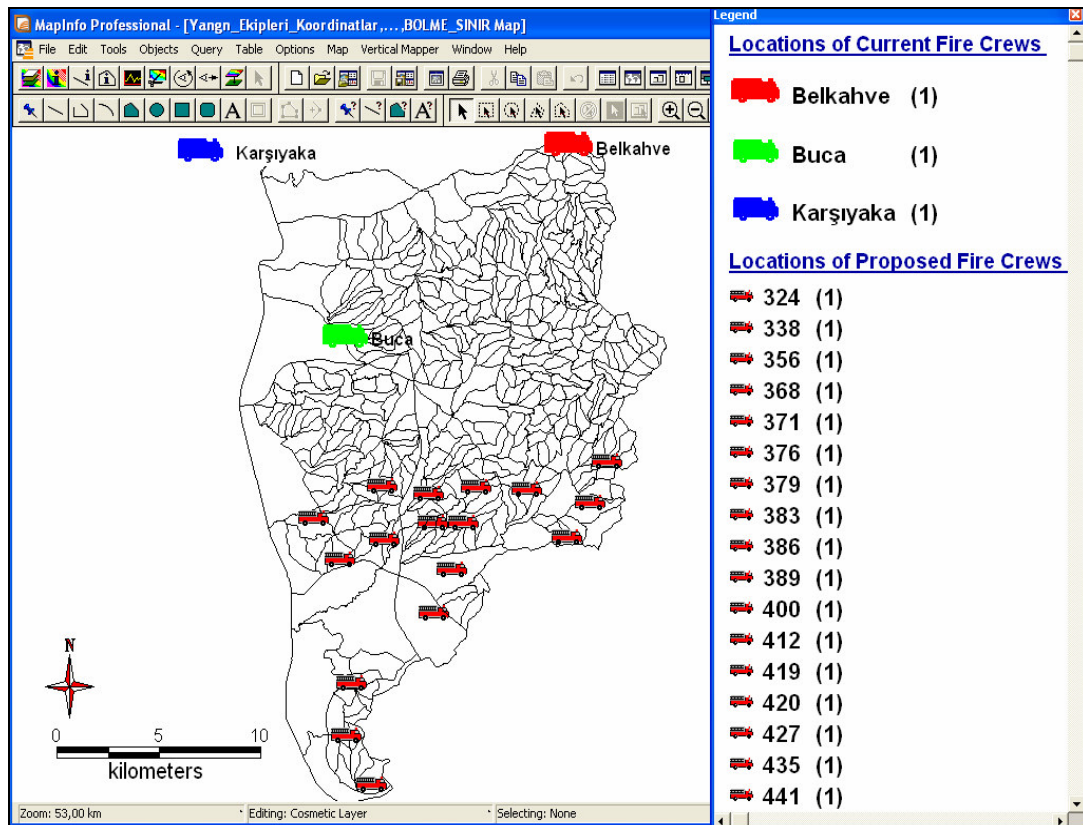 MapInfo Professional - [Yangn_Ekipleri_Koordinatlar,...,BOLME_SINIR Map]
File Edit Tools Objects Query Table Options Map Vertical Mapper Window Help
Karşıyaka
Belkahve
Buca
N
0 5 10
kilometers
Zoom: 53,00 km Editing: Cosmetic Layer Selecting: None
Legend
Locations of Current Fire Crews
Belkahve (1)
Buca (1)
Karşıyaka (1)
Locations of Proposed Fire Crews
324 (1)
338 (1)
356 (1)
368 (1)
371 (1)
376 (1)
379 (1)
383 (1)
386 (1)
389 (1)
400 (1)
412 (1)
419 (1)
420 (1)
427 (1)
435 (1)
441 (1)